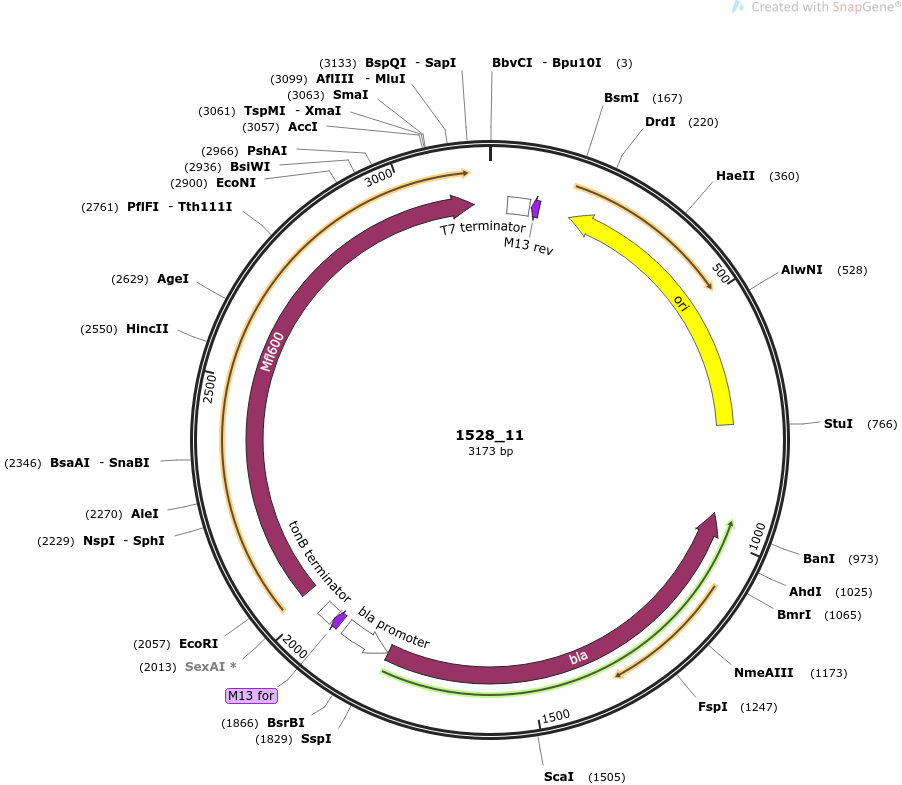 Created with SnapGene®
(3133) BspQI - SapI
BbvCI - Bpu10I (3)
(3099) AflIII - MluI
(3063) SmaI
BsmI (167)
(3061) TspMI - XmaI
DrdI (220)
(3057) AccI
(2966) PshAI
(2936) BsiWI
HaeII (360)
(2900) EcoNI
3000
(2761) PflFI - Tth111I
T7 terminator
M13 rev
AlwNI (528)
500
(2629) AgeI
ori
(2550) HincII
Mfl600
2500
StuI (766)
1528_11
3173 bp
(2346) BsaAI - SnaBI
(2270) AleI
(2229) NspI - SphI
1000
BanI (973)
tonB terminator
AhdI (1025)
BmrI (1065)
bla promoter
(2057) EcoRI
2000
bla
(2013) SexAI *
NmeAIII (1173)
M13 for
FspI (1247)
(1866) BsrBI
1500
(1829) SspI
ScaI (1505)